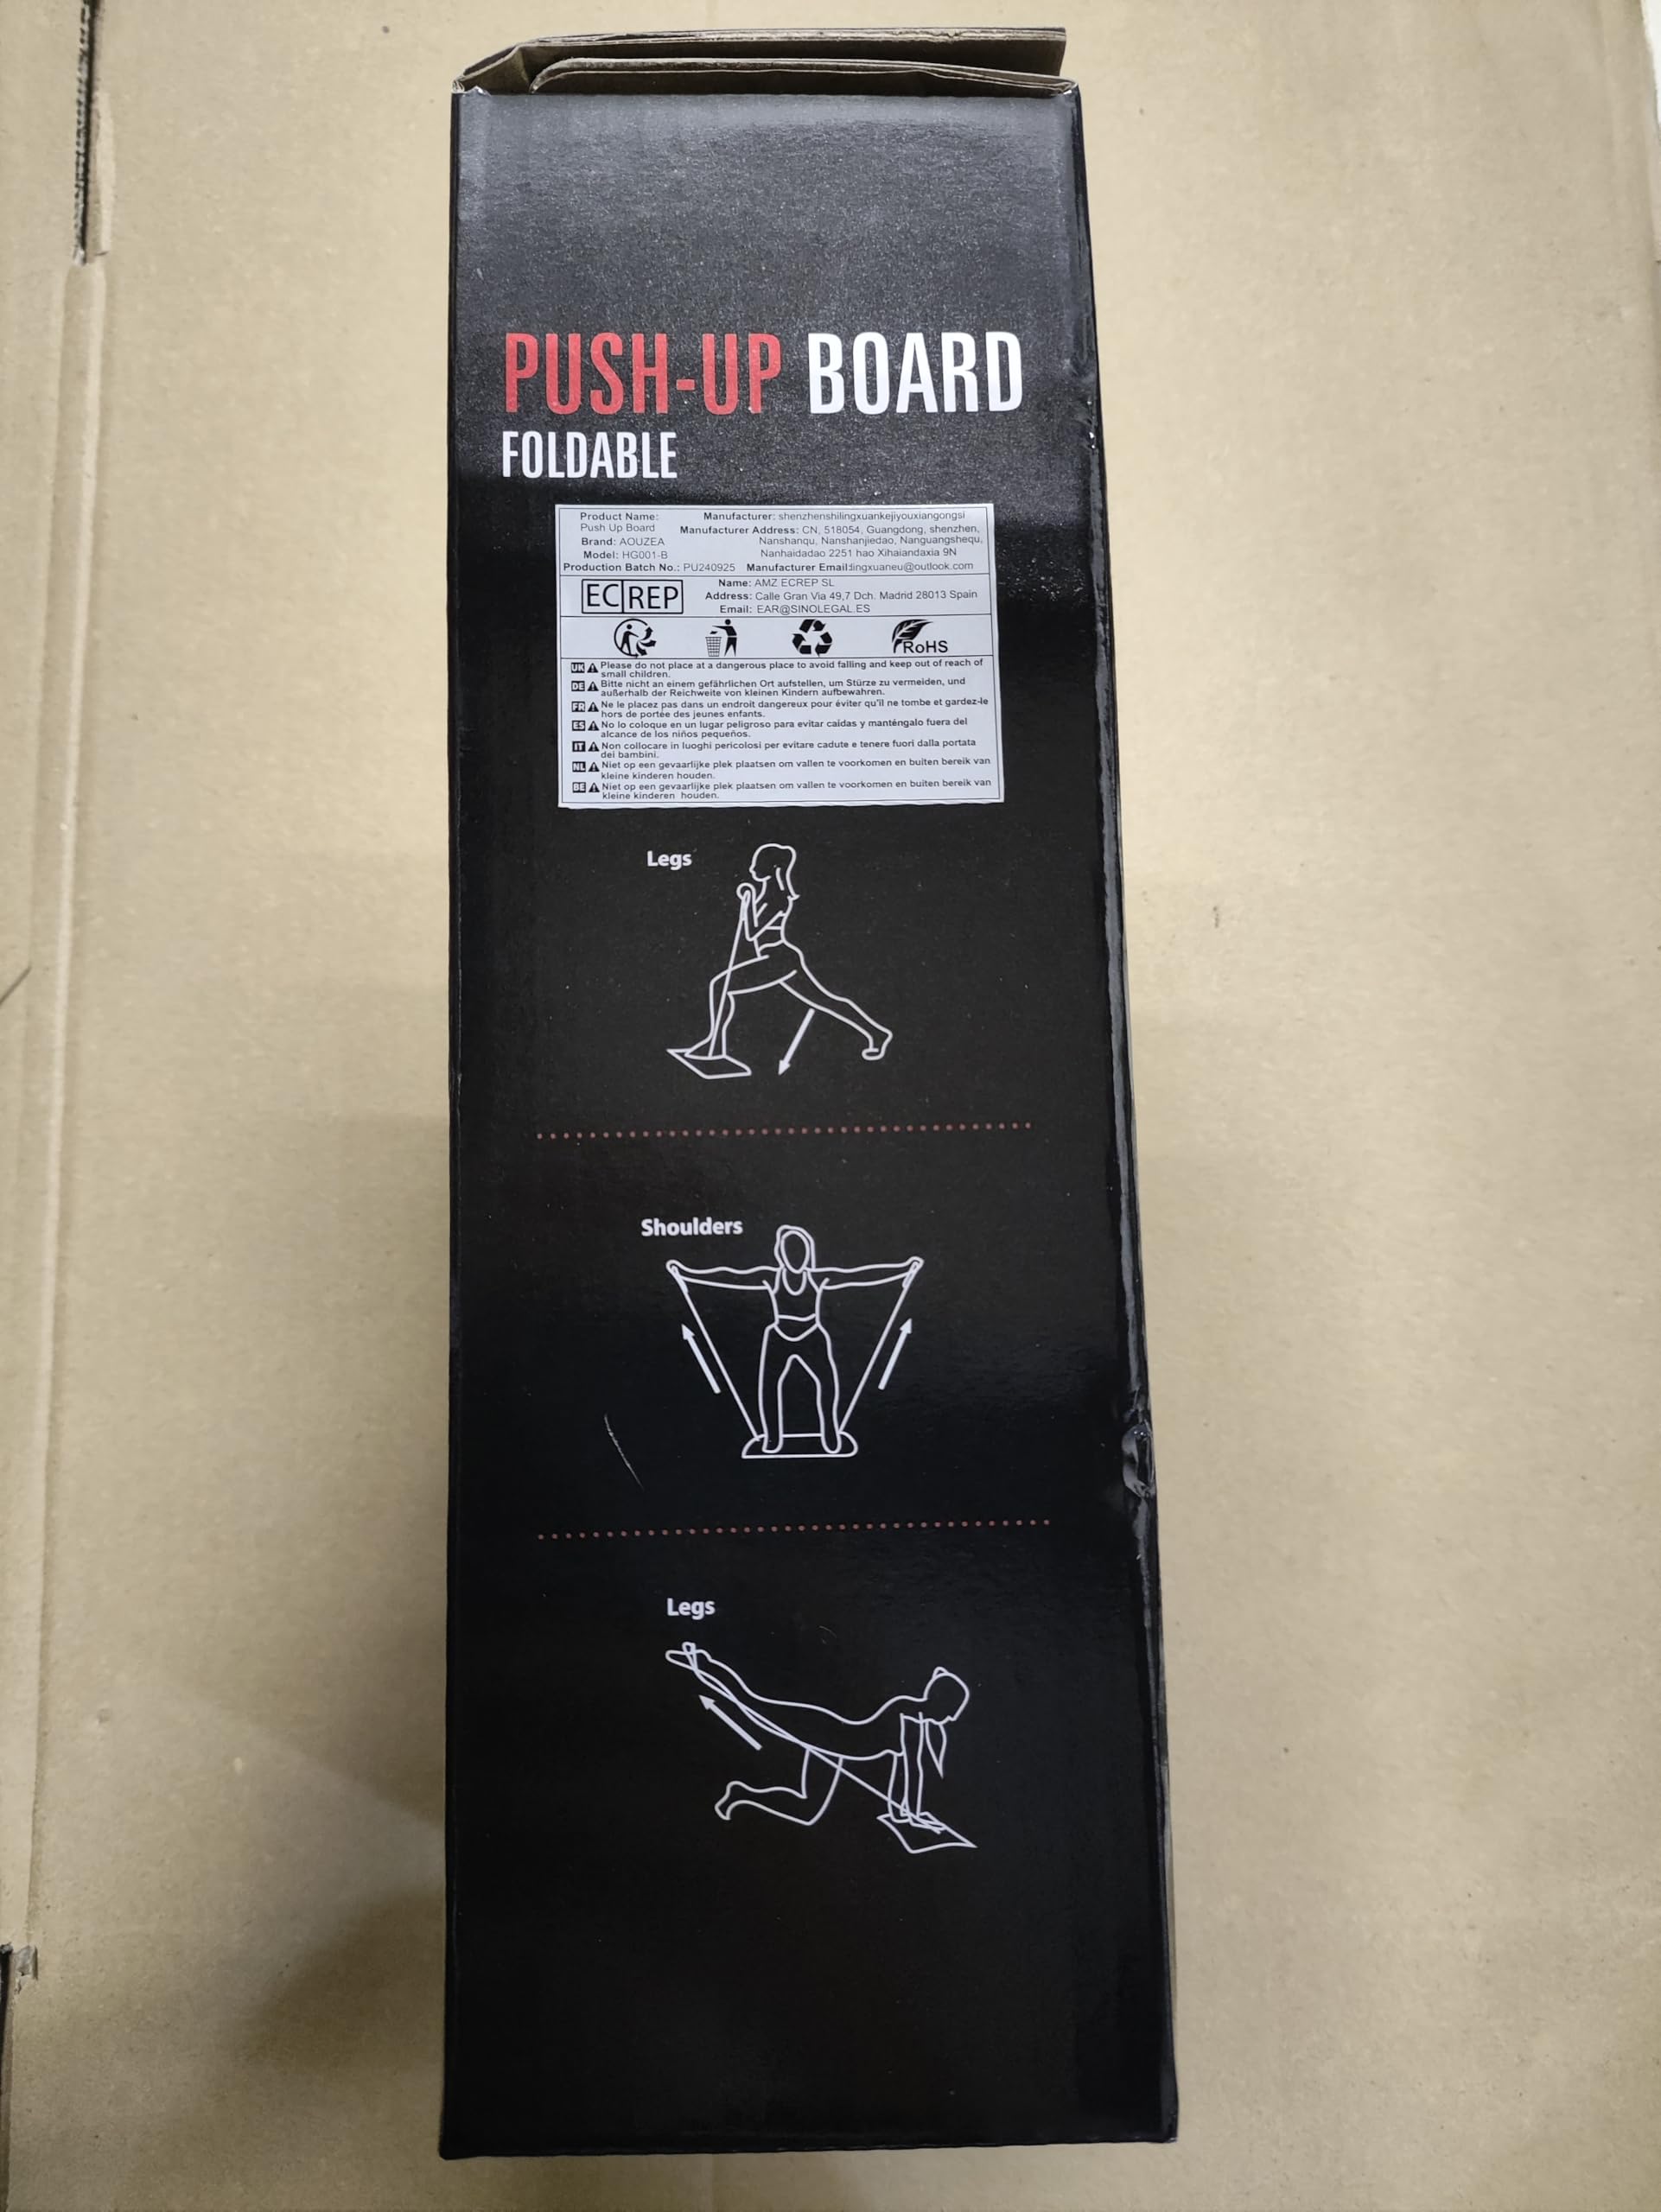 PUSH-UP BOARD
FOLDABLE
Product Name:
Push Up Board
Brand: AOUZEA
Model: HG001-B
Production Batch No.: PU240925
Manufacturer: shenzhenshilingxuankejiyouxiangongsi
Manufacturer Address: CN, 518054, Guangdong, shenzhen,
Nanshanqu, Nanshanjiedao, Nanguangshequ,
Nanhaidadao 2251 hao Xihaiandaxia 9N
Manufacturer Email:lingxuaneu@outlook.com
EC REP
Name: AMZ ECREP SL
Address: Calle Gran Via 49,7 Dch. Madrid 28013 Spain
Email: EAR@SINOLEGAL.ES
RoHS
UK Please do not place at a dangerous place to avoid falling and keep out of reach of
small children.
DE Bitte nicht an einem gefährlichen Ort aufstellen, um Stürze zu vermeiden, und
außerhalb der Reichweite von kleinen Kindern aufbewahren.
FR Ne le placez pas dans un endroit dangereux pour éviter qu'il ne tombe et gardez-le
hors de portée des jeunes enfants.
ES No lo coloque en un lugar peligroso para evitar caídas y manténgalo fuera del
alcance de los niños pequeños.
IT Non collocare in luoghi pericolosi per evitare cadute e tenere fuori dalla portata
dei bambini.
NL Niet op een gevaarlijke plek plaatsen om vallen te voorkomen en buiten bereik van
kleine kinderen houden.
BE Niet op een gevaarlijke plek plaatsen om vallen te voorkomen en buiten bereik van
kleine kinderen houden.
Legs
Shoulders
Legs